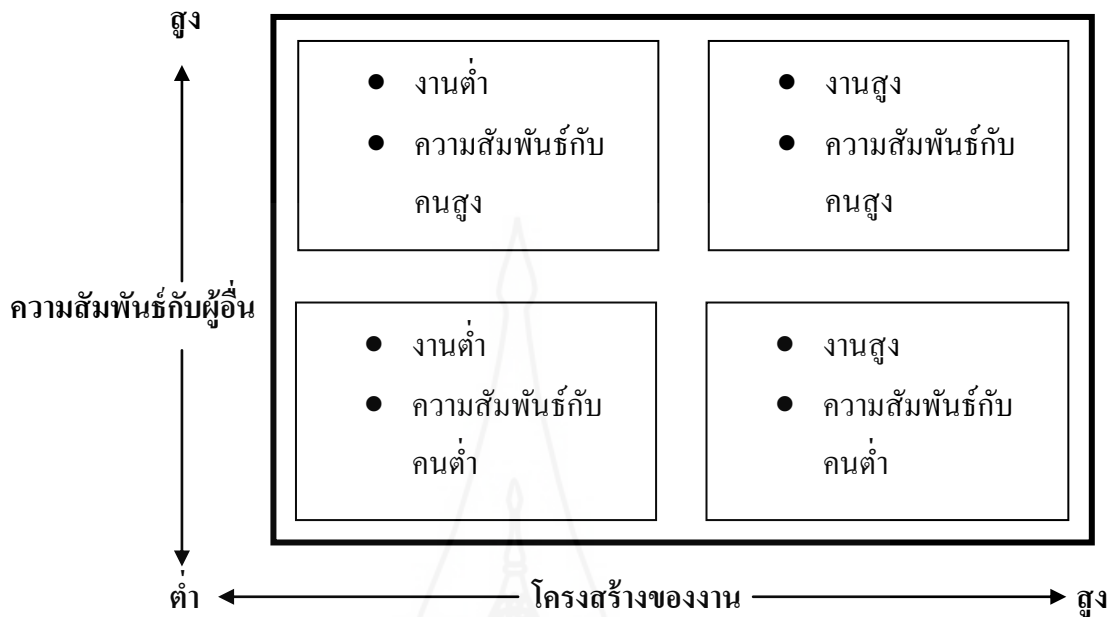 สูง
● งานต่ำ
● ความสัมพันธ์กับ
คนสูง
● งานสูง
● ความสัมพันธ์กับ
คนสูง
ความสัมพันธ์กับผู้อื่น
● งานต่ำ
● ความสัมพันธ์กับ
คนต่ำ
● งานสูง
● ความสัมพันธ์กับ
คนต่ำ
ต่ำ โครงสร้างของงาน สูง